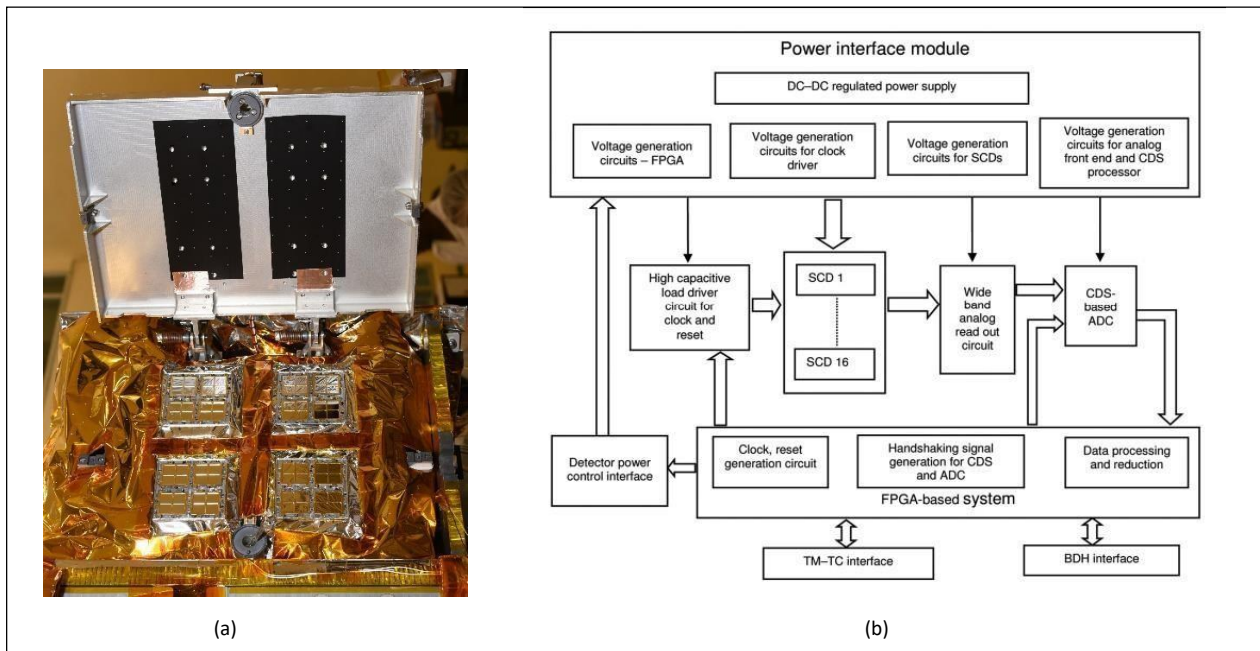 Power interface module
DC–DC regulated power supply
Voltage generation
circuits – FPGA
Voltage generation
circuits for clock
driver
Voltage generation
circuits for SCDs
Voltage generation
circuits for analog
front end and CDS
processor
High capacitive
load driver
circuit for
clock and
reset
SCD 1
SCD 16
Wide
band
analog
read out
circuit
CDS-
based
ADC
Detector power
control interface
Clock, reset
generation circuit
Handshaking signal
generation for CDS
and ADC
Data processing
and reduction
FPGA-based system
TM–TC interface
BDH interface
(a)
(b)